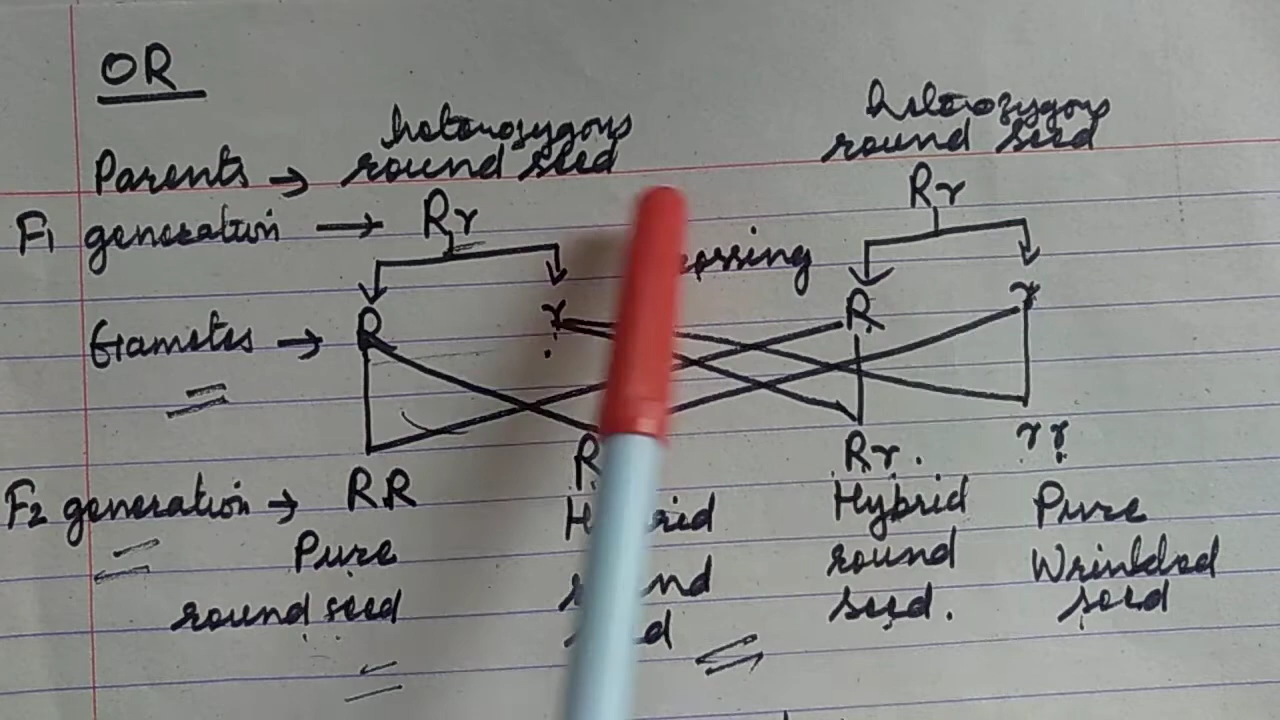 OR
heterozygous
round seed
heterozygous
round seed
Parents →
F1 generation → Rr
Rr
Gametes → R r R r
F2 generation → RR
Rr.
rr
Pure
round seed
Hybrid
round
seed.
Pure
Wrinkled
seed